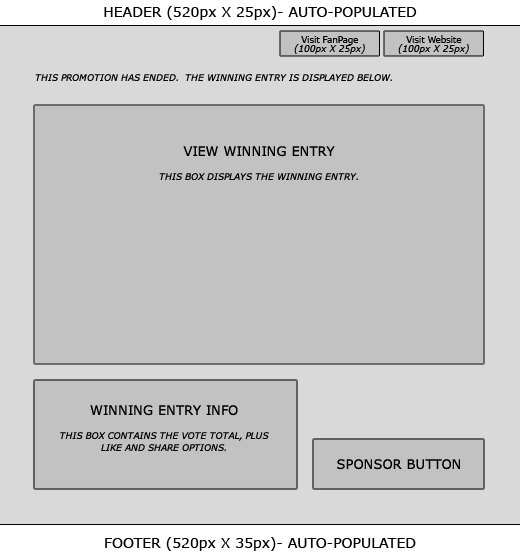 HEADER (520px X 25px)- AUTO-POPULATED
Visit FanPage
(100px X 25px)
Visit Website
(100px X 25px)
THIS PROMOTION HAS ENDED. THE WINNING ENTRY IS DISPLAYED BELOW.
VIEW WINNING ENTRY
THIS BOX DISPLAYS THE WINNING ENTRY.
WINNING ENTRY INFO
THIS BOX CONTAINS THE VOTE TOTAL, PLUS
LIKE AND SHARE OPTIONS.
SPONSOR BUTTON
FOOTER (520px X 35px)- AUTO-POPULATED